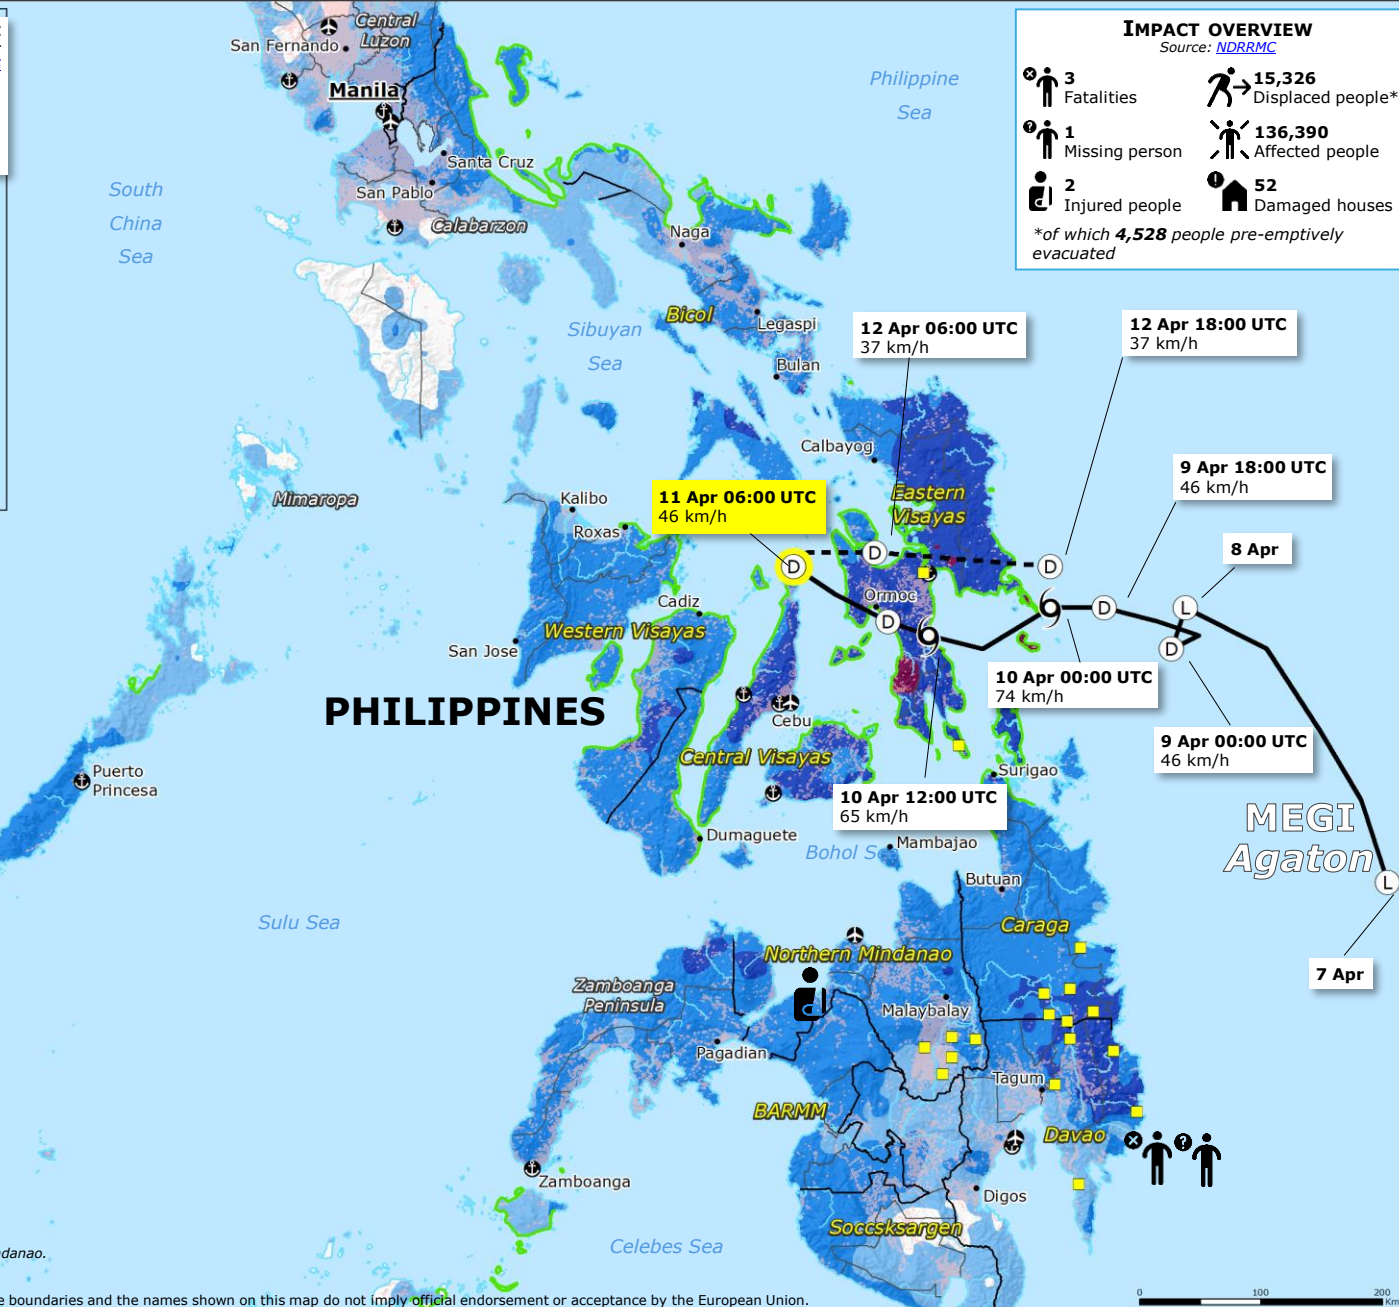 IMPACT OVERVIEW
Source: NDRRMC
3
Fatalities
15,326
Displaced people*
1
Missing person
136,390
Affected people
2
Injured people
52
Damaged houses
*of which 4,528 people pre-emptively
evacuated
Central
Luzon
San Fernando
Manila
Santa Cruz
San Pablo
Calabarzon
Philippine
Sea
South
China
Sea
Naga
Bicol
Legaspi
Sibuyan
Sea
Bulan
12 Apr 06:00 UTC
37 km/h
12 Apr 18:00 UTC
37 km/h
Calbayog
9 Apr 18:00 UTC
46 km/h
Mimaropa
Kalibo
Roxas
11 Apr 06:00 UTC
46 km/h
Eastern
Visayas
8 Apr
D
D
D
Ormoc
D
L
D
D
Cadiz
Western Visayas
San Jose
PHILIPPINES
10 Apr 00:00 UTC
74 km/h
Cebu
9 Apr 00:00 UTC
46 km/h
Central Visayas
Surigao
Puerto
Princesa
10 Apr 12:00 UTC
65 km/h
MEGI
Agaton
Dumaguete
Mambajao
Bohol Se
L
Butuan
Sulu Sea
Caraga
Northern Mindanao
7 Apr
Zamboanga
Peninsula
Malaybalay
Pagadian
Tagum
BARMM
Davao
Zamboanga
Digos
Soccsksargen
Celebes Sea
danao.
e boundaries and the names shown on this map do not imply official endorsement or acceptance by the European Union.
0 100 200
Km